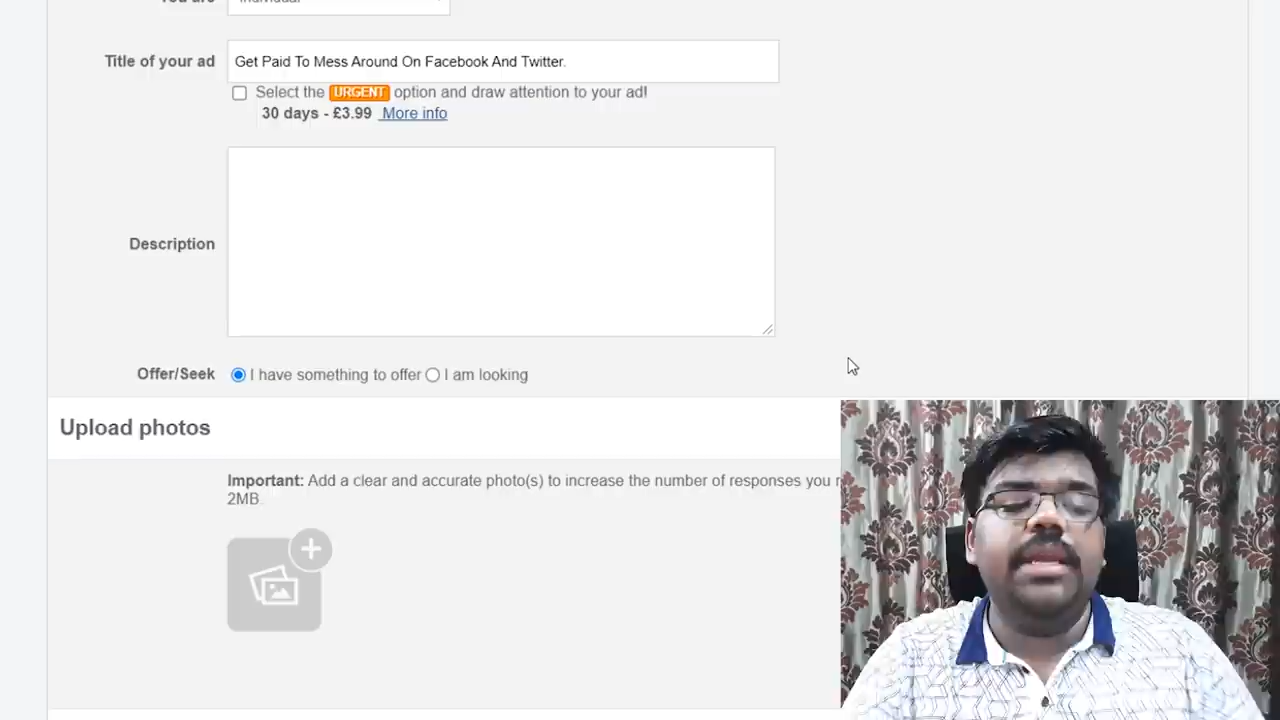 Title of your ad
Get Paid To Mess Around On Facebook And Twitter.
Select the URGENT option and draw attention to your ad!
30 days - £3.99 More info
Description
Offer/Seek
I have something to offer I am looking
Upload photos
Important: Add a clear and accurate photo(s) to increase the number of responses you
2MB.